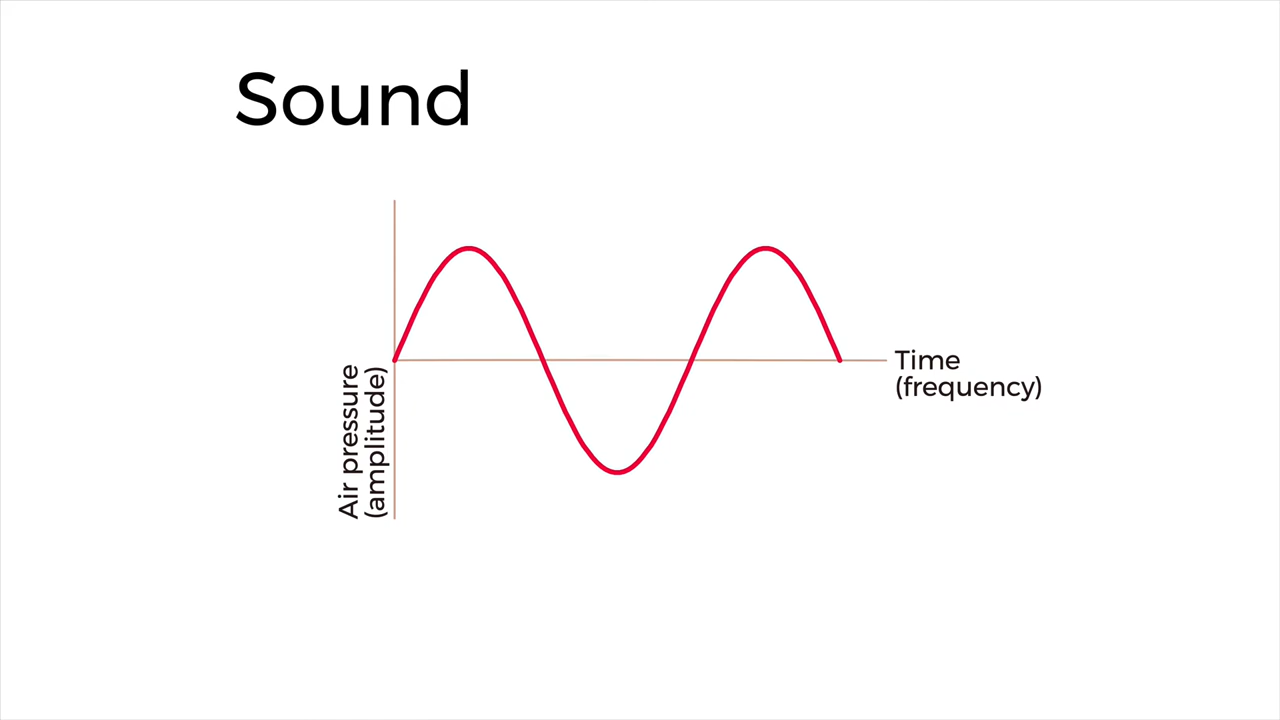 Sound
Air pressure
(amplitude)
Time
(frequency)